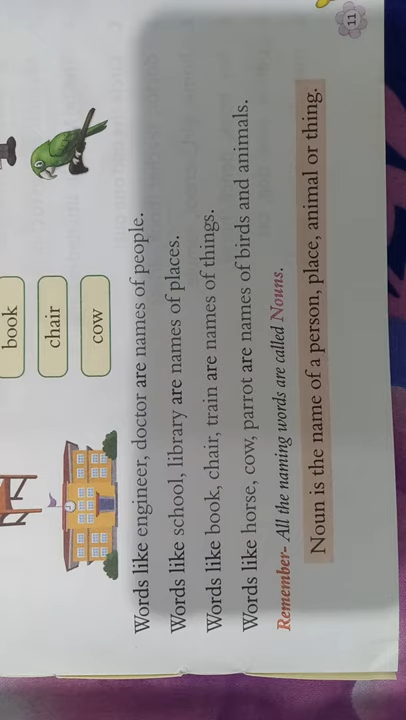 book
chair
cow
Words like engineer, doctor are names of people.
Words like school, library are names of places.
Words like book, chair, train are names of things.
Words like horse, cow, parrot are names of birds and animals.
Remember- All the naming words are called Nouns.
Noun is the name of a person, place, animal or thing.
11